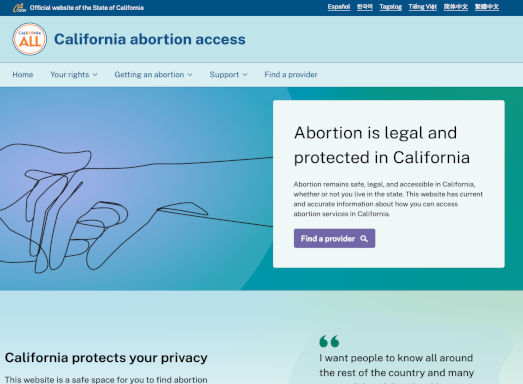 Official website of the State of California
Español 한국어 Tagalog Tiếng Việt 简体中文 繁體中文
CALIFORNIA
ALL
California abortion access
Home Your rights Getting an abortion Support Find a provider
Abortion is legal and
protected in California
Abortion remains safe, legal, and accessible in California,
whether or not you live in the state. This website has current
and accurate information about how you can access
abortion services in California.
Find a provider
California protects your privacy
This website is a safe space for you to find abortion
I want people to know all around
the rest of the country and many